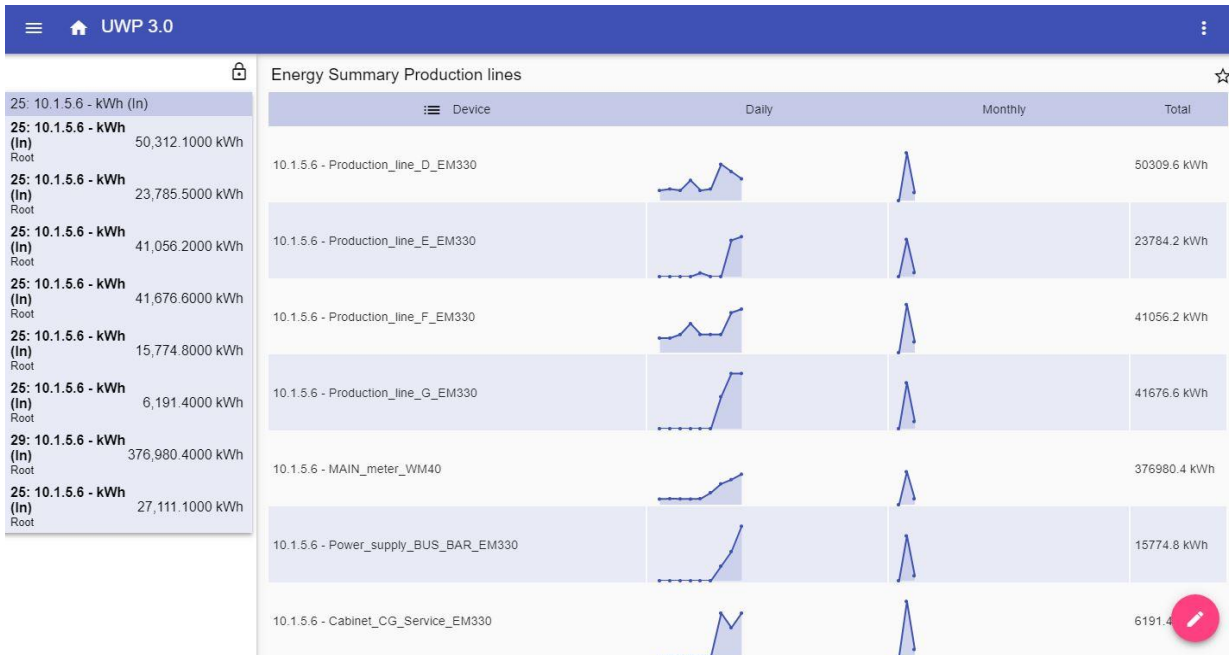 UWP 3.0
25: 10.1.5.6 - kWh (In)
25: 10.1.5.6 - kWh
(In)
Root
50,312.1000 kWh
25: 10.1.5.6 - kWh
(In)
Root
23,785.5000 kWh
25: 10.1.5.6 - kWh
(In)
Root
41,056.2000 kWh
25: 10.1.5.6 - kWh
(In)
Root
41,676.6000 kWh
25: 10.1.5.6 - kWh
(In)
Root
15,774.8000 kWh
25: 10.1.5.6 - kWh
(In)
Root
6,191.4000 kWh
29: 10.1.5.6 - kWh
(In)
Root
376,980.4000 kWh
25: 10.1.5.6 - kWh
(In)
Root
27,111.1000 kWh
Energy Summary Production lines
Device Daily Monthly Total
10.1.5.6 - Production_line_D_EM330 50309.6 kWh
10.1.5.6 - Production_line_E_EM330 23784.2 kWh
10.1.5.6 - Production_line_F_EM330 41056.2 kWh
10.1.5.6 - Production_line_G_EM330 41676.6 kWh
10.1.5.6 - MAIN_meter_WM40 376980.4 kWh
10.1.5.6 - Power_supply_BUS_BAR_EM330 15774.8 kWh
10.1.5.6 - Cabinet_CG_Service_EM330 6191.4